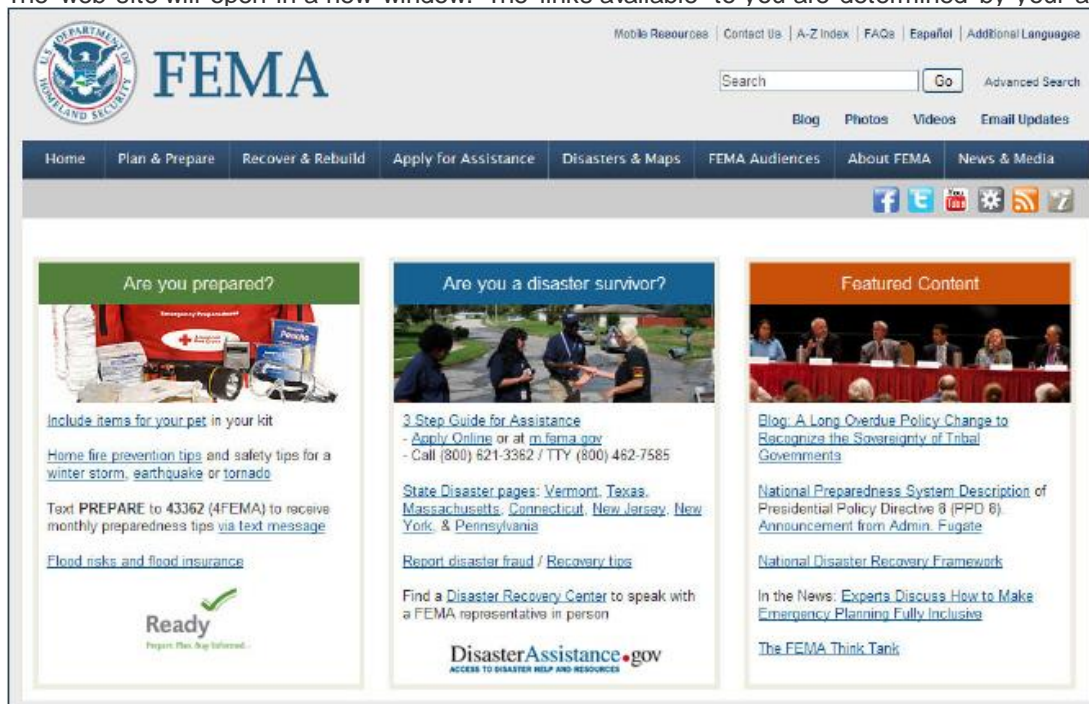 The web site will open in a new window. The links available to you are determined by your a
U.S. DEPARTMENT OF HOMELAND SECURITY
FEMA
Mobile Resources | Contact Us | A-Z Index | FAQs | Español | Additional Languages
Search Go Advanced Search
Blog Photos Videos Email Updates
Home Plan & Prepare Recover & Rebuild Apply for Assistance Disasters & Maps FEMA Audiences About FEMA News & Media
You Tube
Are you prepared?
Include items for your pet in your kit
Home fire prevention tips and safety tips for a
winter storm, earthquake or tornado
Text PREPARE to 43362 (4FEMA) to receive
monthly preparedness tips via text message
Flood risks and flood insurance
Ready
Prepare. Plan. Stay Informed.
Are you a disaster survivor?
3 Step Guide for Assistance
- Apply Online or at m.fema.gov
- Call (800) 621-3362 / TTY (800) 462-7585
State Disaster pages: Vermont, Texas,
Massachusetts, Connecticut, New Jersey, New
York, & Pennsylvania
Report disaster fraud / Recovery tips
Find a Disaster Recovery Center to speak with
a FEMA representative in person
DisasterAssistance.gov
ACCESS TO DISASTER HELP AND RESOURCES
Featured Content
Blog: A Long Overdue Policy Change to
Recognize the Sovereignty of Tribal
Governments
National Preparedness System Description of
Presidential Policy Directive 8 (PPD 8).
Announcement from Admin. Fugate
National Disaster Recovery Framework
In the News: Experts Discuss How to Make
Emergency Planning Fully Inclusive
The FEMA Think Tank